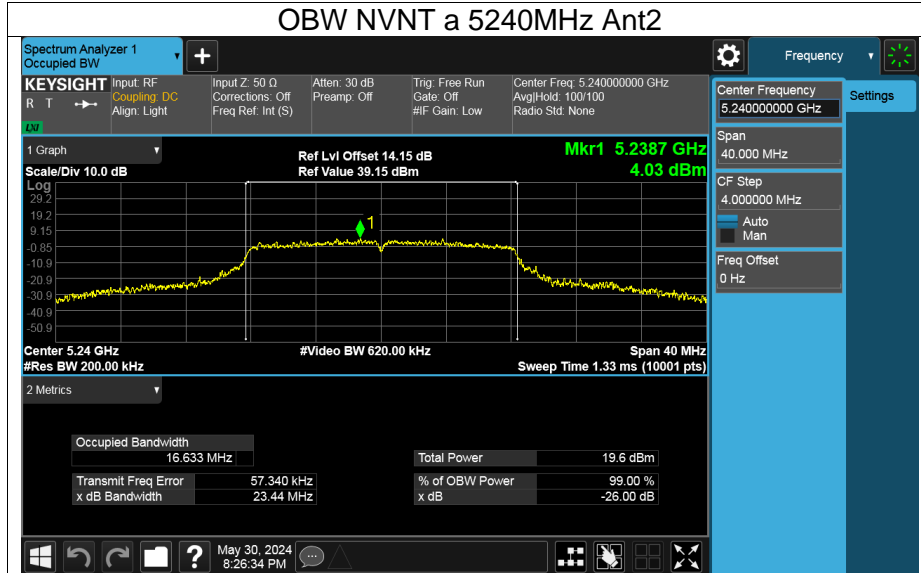 OBW NVNT a 5240MHz Ant2
Spectrum Analyzer 1
Occupied BW
Frequency
KEYSIGHT
R T
LXI
Input: RF
Coupling: DC
Align: Light
Input Z: 50 Ω
Corrections: Off
Freq Ref: Int (S)
Atten: 30 dB
Preamp: Off
Trig: Free Run
Gate: Off
#IF Gain: Low
Center Freq: 5.240000000 GHz
Avg|Hold: 100/100
Radio Std: None
Center Frequency
5.240000000 GHz
Settings
Span
40.000 MHz
CF Step
4.000000 MHz
Auto
Man
Freq Offset
0 Hz
1 Graph
Scale/Div 10.0 dB
Ref Lvl Offset 14.15 dB
Ref Value 39.15 dBm
Mkr1 5.2387 GHz
4.03 dBm
Log
29.2
19.2
9.15
-0.85
-10.9
-20.9
-30.9
-40.9
-50.9
1
Center 5.24 GHz
#Video BW 620.00 kHz
Span 40 MHz
#Res BW 200.00 kHz
Sweep Time 1.33 ms (10001 pts)
2 Metrics
Occupied Bandwidth
16.633 MHz
Total Power 19.6 dBm
Transmit Freq Error 57.340 kHz
% of OBW Power 99.00 %
x dB Bandwidth 23.44 MHz
x dB -26.00 dB
?
May 30, 2024
8:26:34 PM